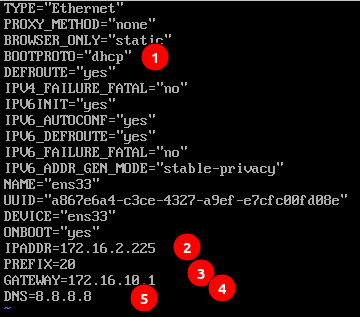 TYPE="Ethernet"
PROXY_METHOD="none"
BROWSER_ONLY="static"
BOOTPROTO="dhcp" 1
DEFROUTE="yes"
IPV4_FAILURE_FATAL="no"
IPV6INIT="yes"
IPV6_AUTOCONF="yes"
IPV6_DEFROUTE="yes"
IPV6_FAILURE_FATAL="no"
IPV6_ADDR_GEN_MODE="stable-privacy"
NAME="ens33"
UUID="a867e6a4-c3ce-4327-a9ef-e7cfc00fd08e"
DEVICE="ens33"
ONBOOT="yes"
IPADDR=172.16.2.225 2
PREFIX=20 3
GATEWAY=172.16.10.1 4
DNS=8.8.8.8 5
~